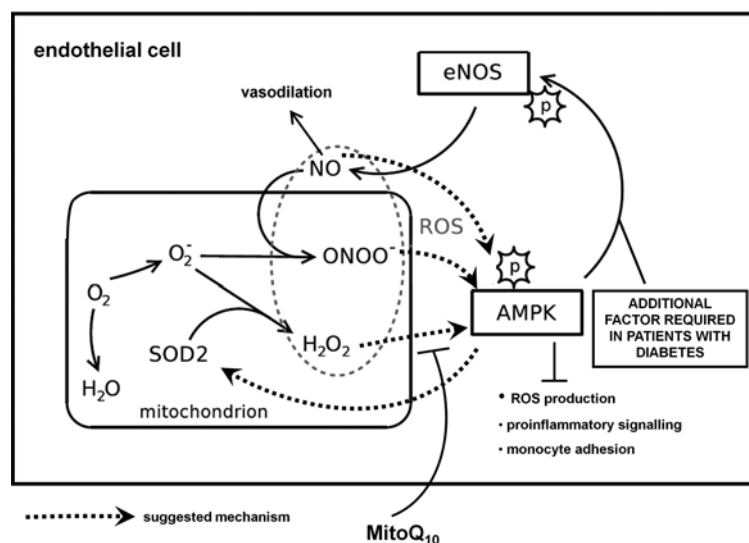 endothelial cell
eNOS
p
vasodilation
NO
ROS
O₂⁻
ONOO⁻
p
O₂
AMPK
ADDITIONAL
FACTOR REQUIRED
IN PATIENTS WITH
DIABETES
SOD2
H₂O₂
H₂O
mitochondrion
• ROS production
• proinflammatory signalling
• monocyte adhesion
suggested mechanism
MitoQ₁₀